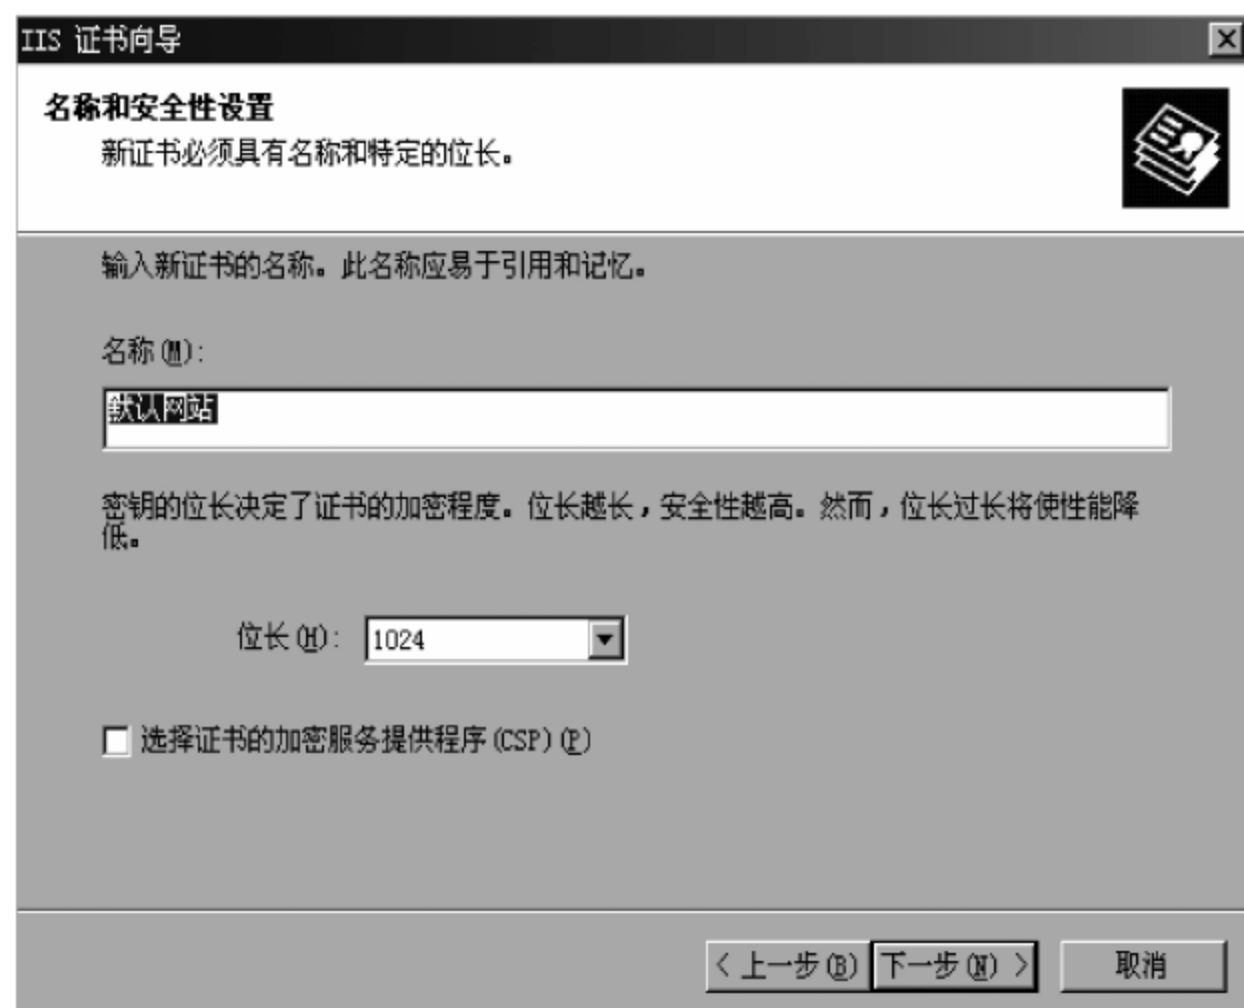 IIS 证书向导
名称和安全性设置
新证书必须具有名称和特定的位长。
输入新证书的名称。此名称应易于引用和记忆。
名称(M):
默认网站
密钥的位长决定了证书的加密程度。位长越长，安全性越高。然而，位长过长将使性能降
低。
位长(H): 1024
选择证书的加密服务提供程序(CSP)(P)
< 上一步(B) 下一步(N) > 取消